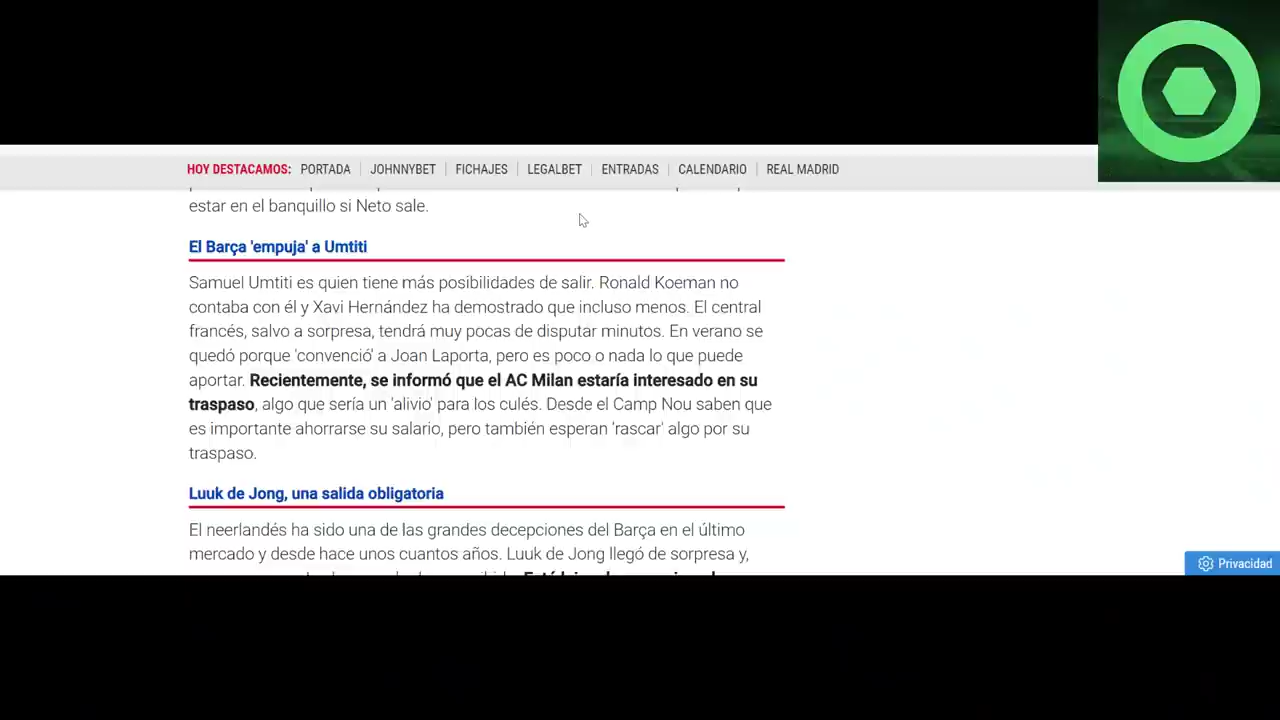 HOY DESTACAMOS: PORTADA JOHNNYBET FICHAJES LEGALBET ENTRADAS CALENDARIO REAL MADRID
estar en el banquillo si Neto sale.
El Barça 'empuja' a Umtiti
Samuel Umtiti es quien tiene más posibilidades de salir. Ronald Koeman no
contaba con él y Xavi Hernández ha demostrado que incluso menos. El central
francés, salvo a sorpresa, tendrá muy pocas de disputar minutos. En verano se
quedó porque 'convenció' a Joan Laporta, pero es poco o nada lo que puede
aportar. Recientemente, se informó que el AC Milan estaría interesado en su
traspaso, algo que sería un 'alivio' para los culés. Desde el Camp Nou saben que
es importante ahorrarse su salario, pero también esperan 'rascar' algo por su
traspaso.
Luuk de Jong, una salida obligatoria
El neerlandés ha sido una de las grandes decepciones del Barça en el último
mercado y desde hace unos cuantos años. Luuk de Jong llegó de sorpresa y,
Privacidad